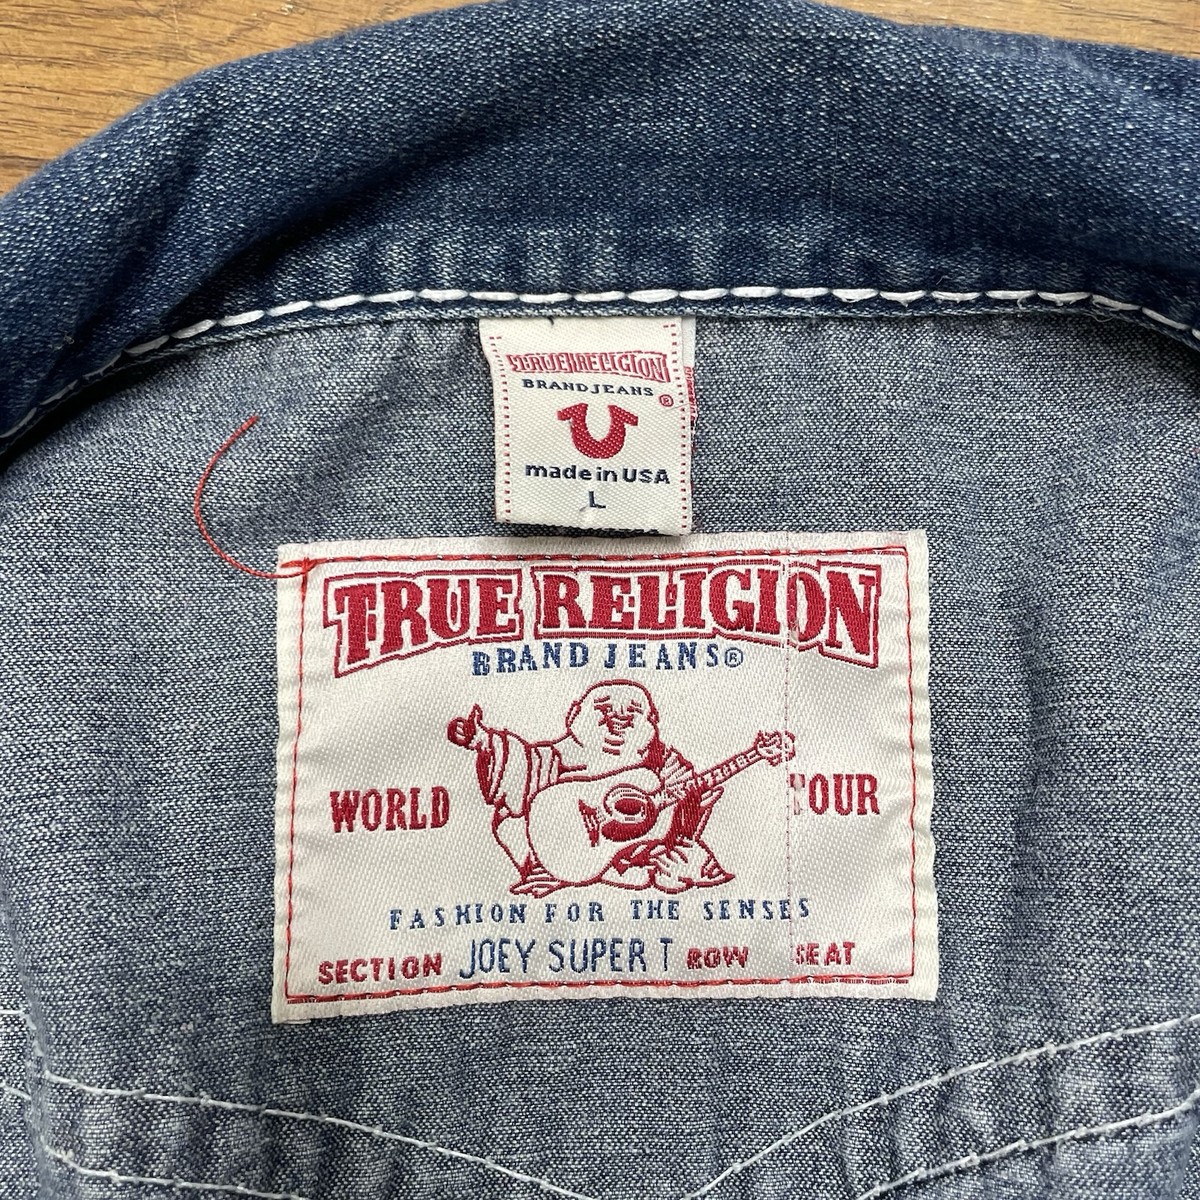 TRUE RELIGION
BRAND JEANS ®
made in USA
L
TRUE RELIGION
BRAND JEANS®
WORLD TOUR
FASHION FOR THE SENSES
SECTION JOEY SUPER T ROW SEAT